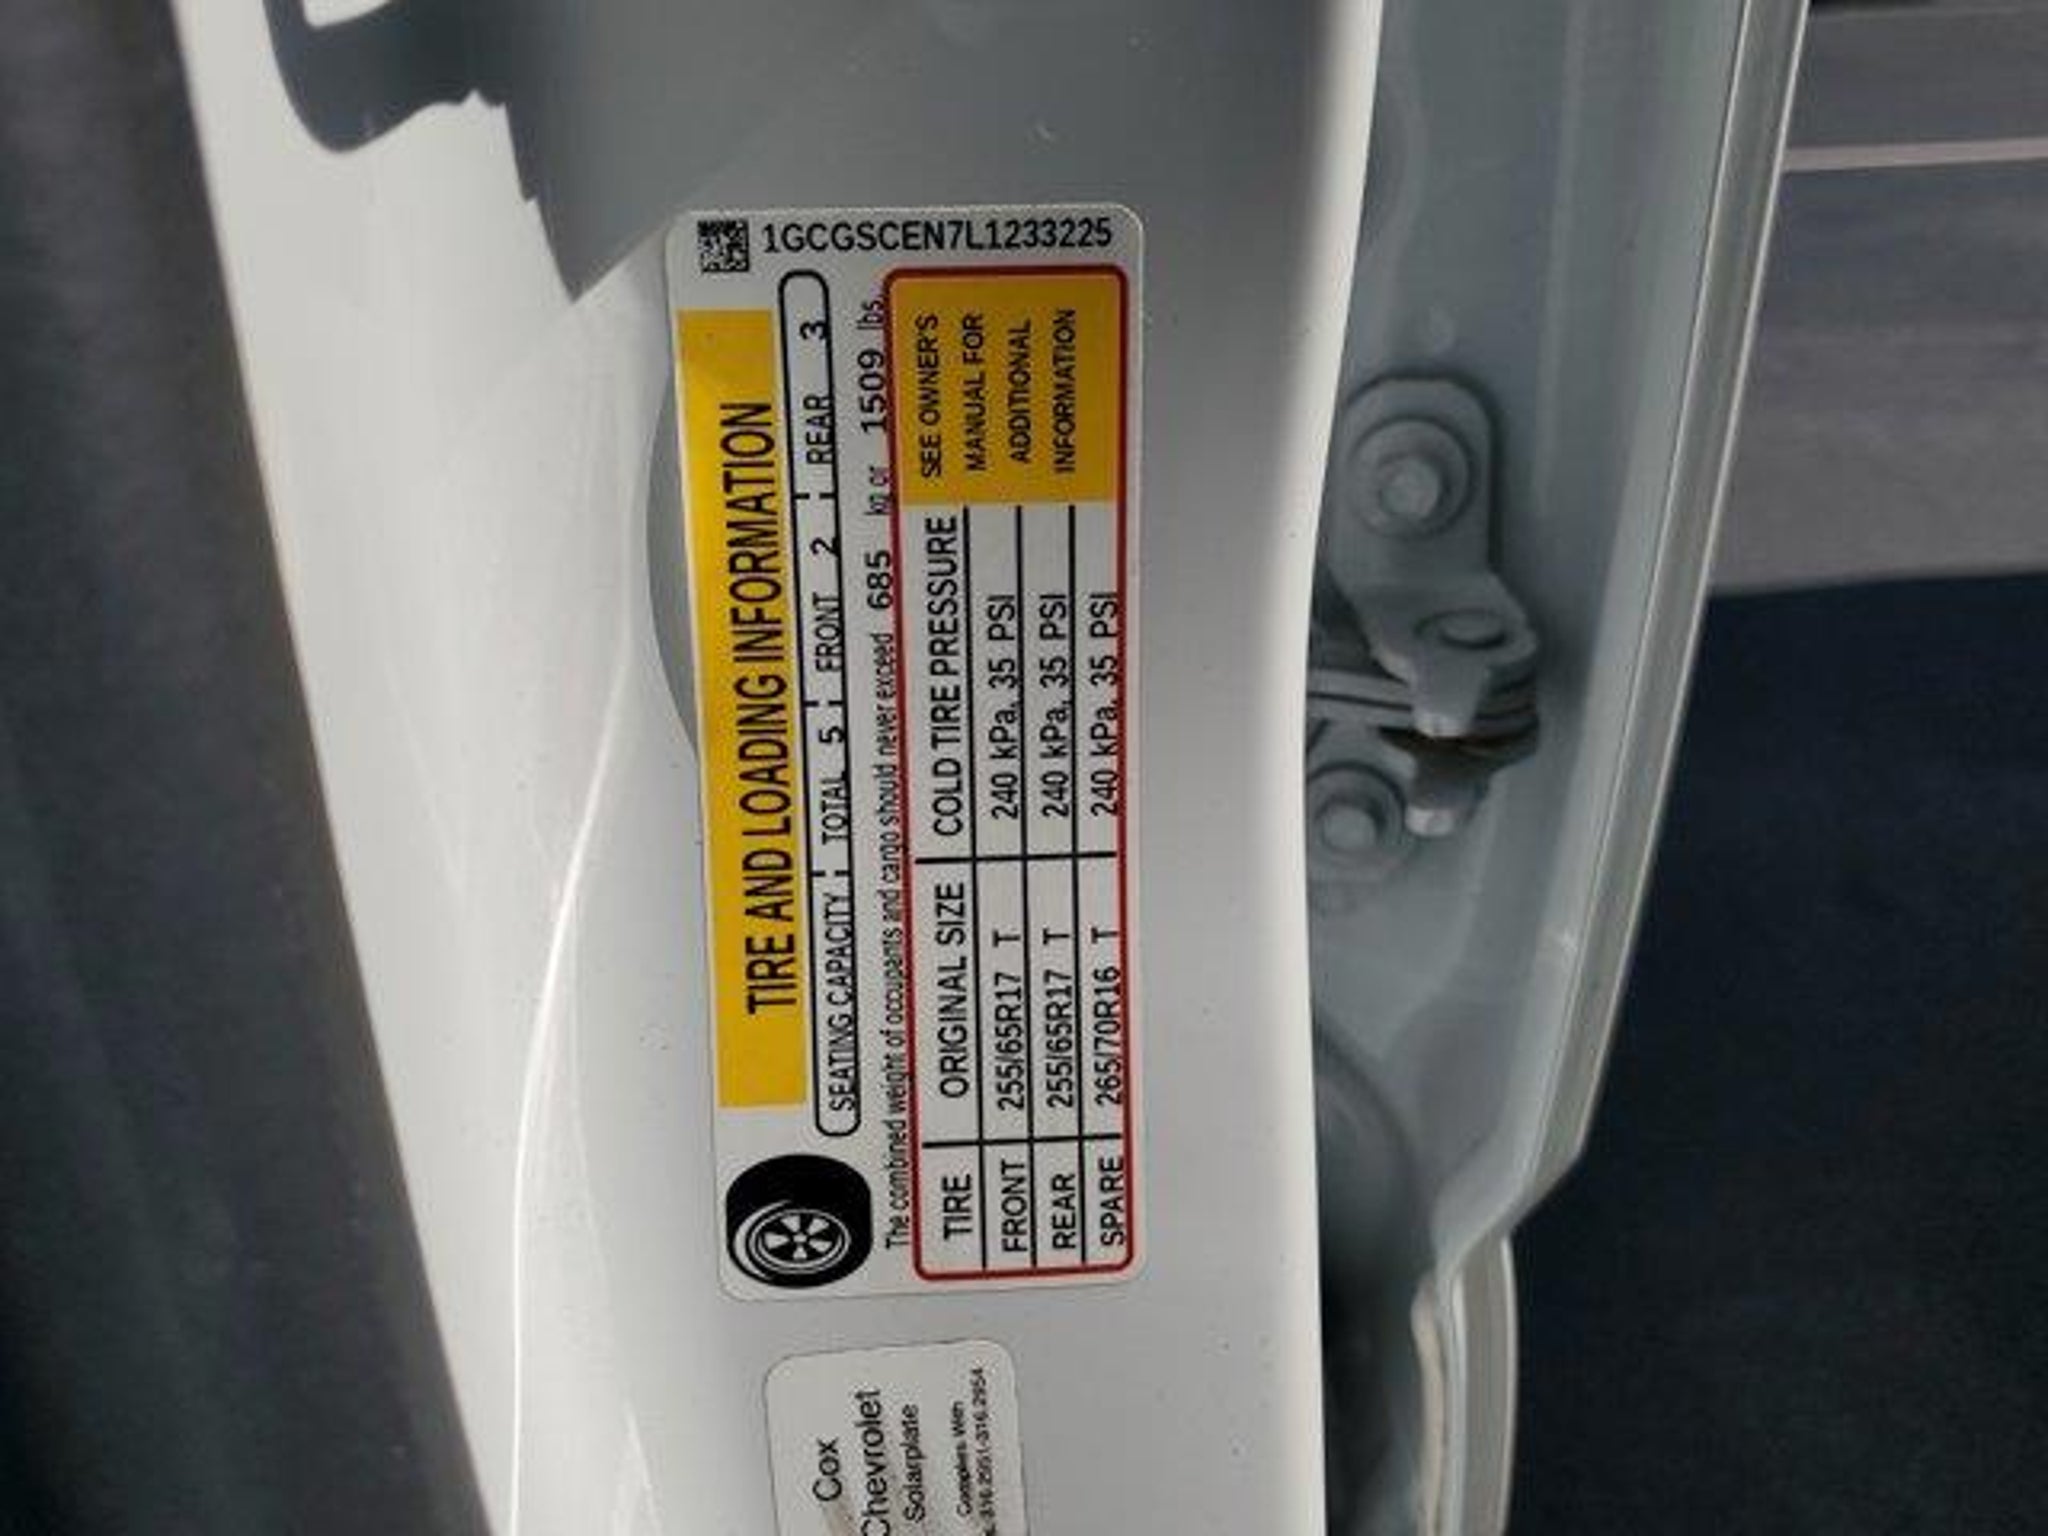 1GCGSCEN7L1233225
TIRE AND LOADING INFORMATION
SEATING CAPACITY TOTAL 5 FRONT 2 REAR 3
The combined weight of occupants and cargo should never exceed 685 kg or 1509 lbs.
TIRE ORIGINAL SIZE COLD TIRE PRESSURE
FRONT 255/65R17 T 240 kPa, 35 PSI
REAR 255/65R17 T 240 kPa, 35 PSI
SPARE 265/70R16 T 240 kPa, 35 PSI
SEE OWNER'S
MANUAL FOR
ADDITIONAL
INFORMATION
Cox
Chevrolet
Solarplate
Complies With